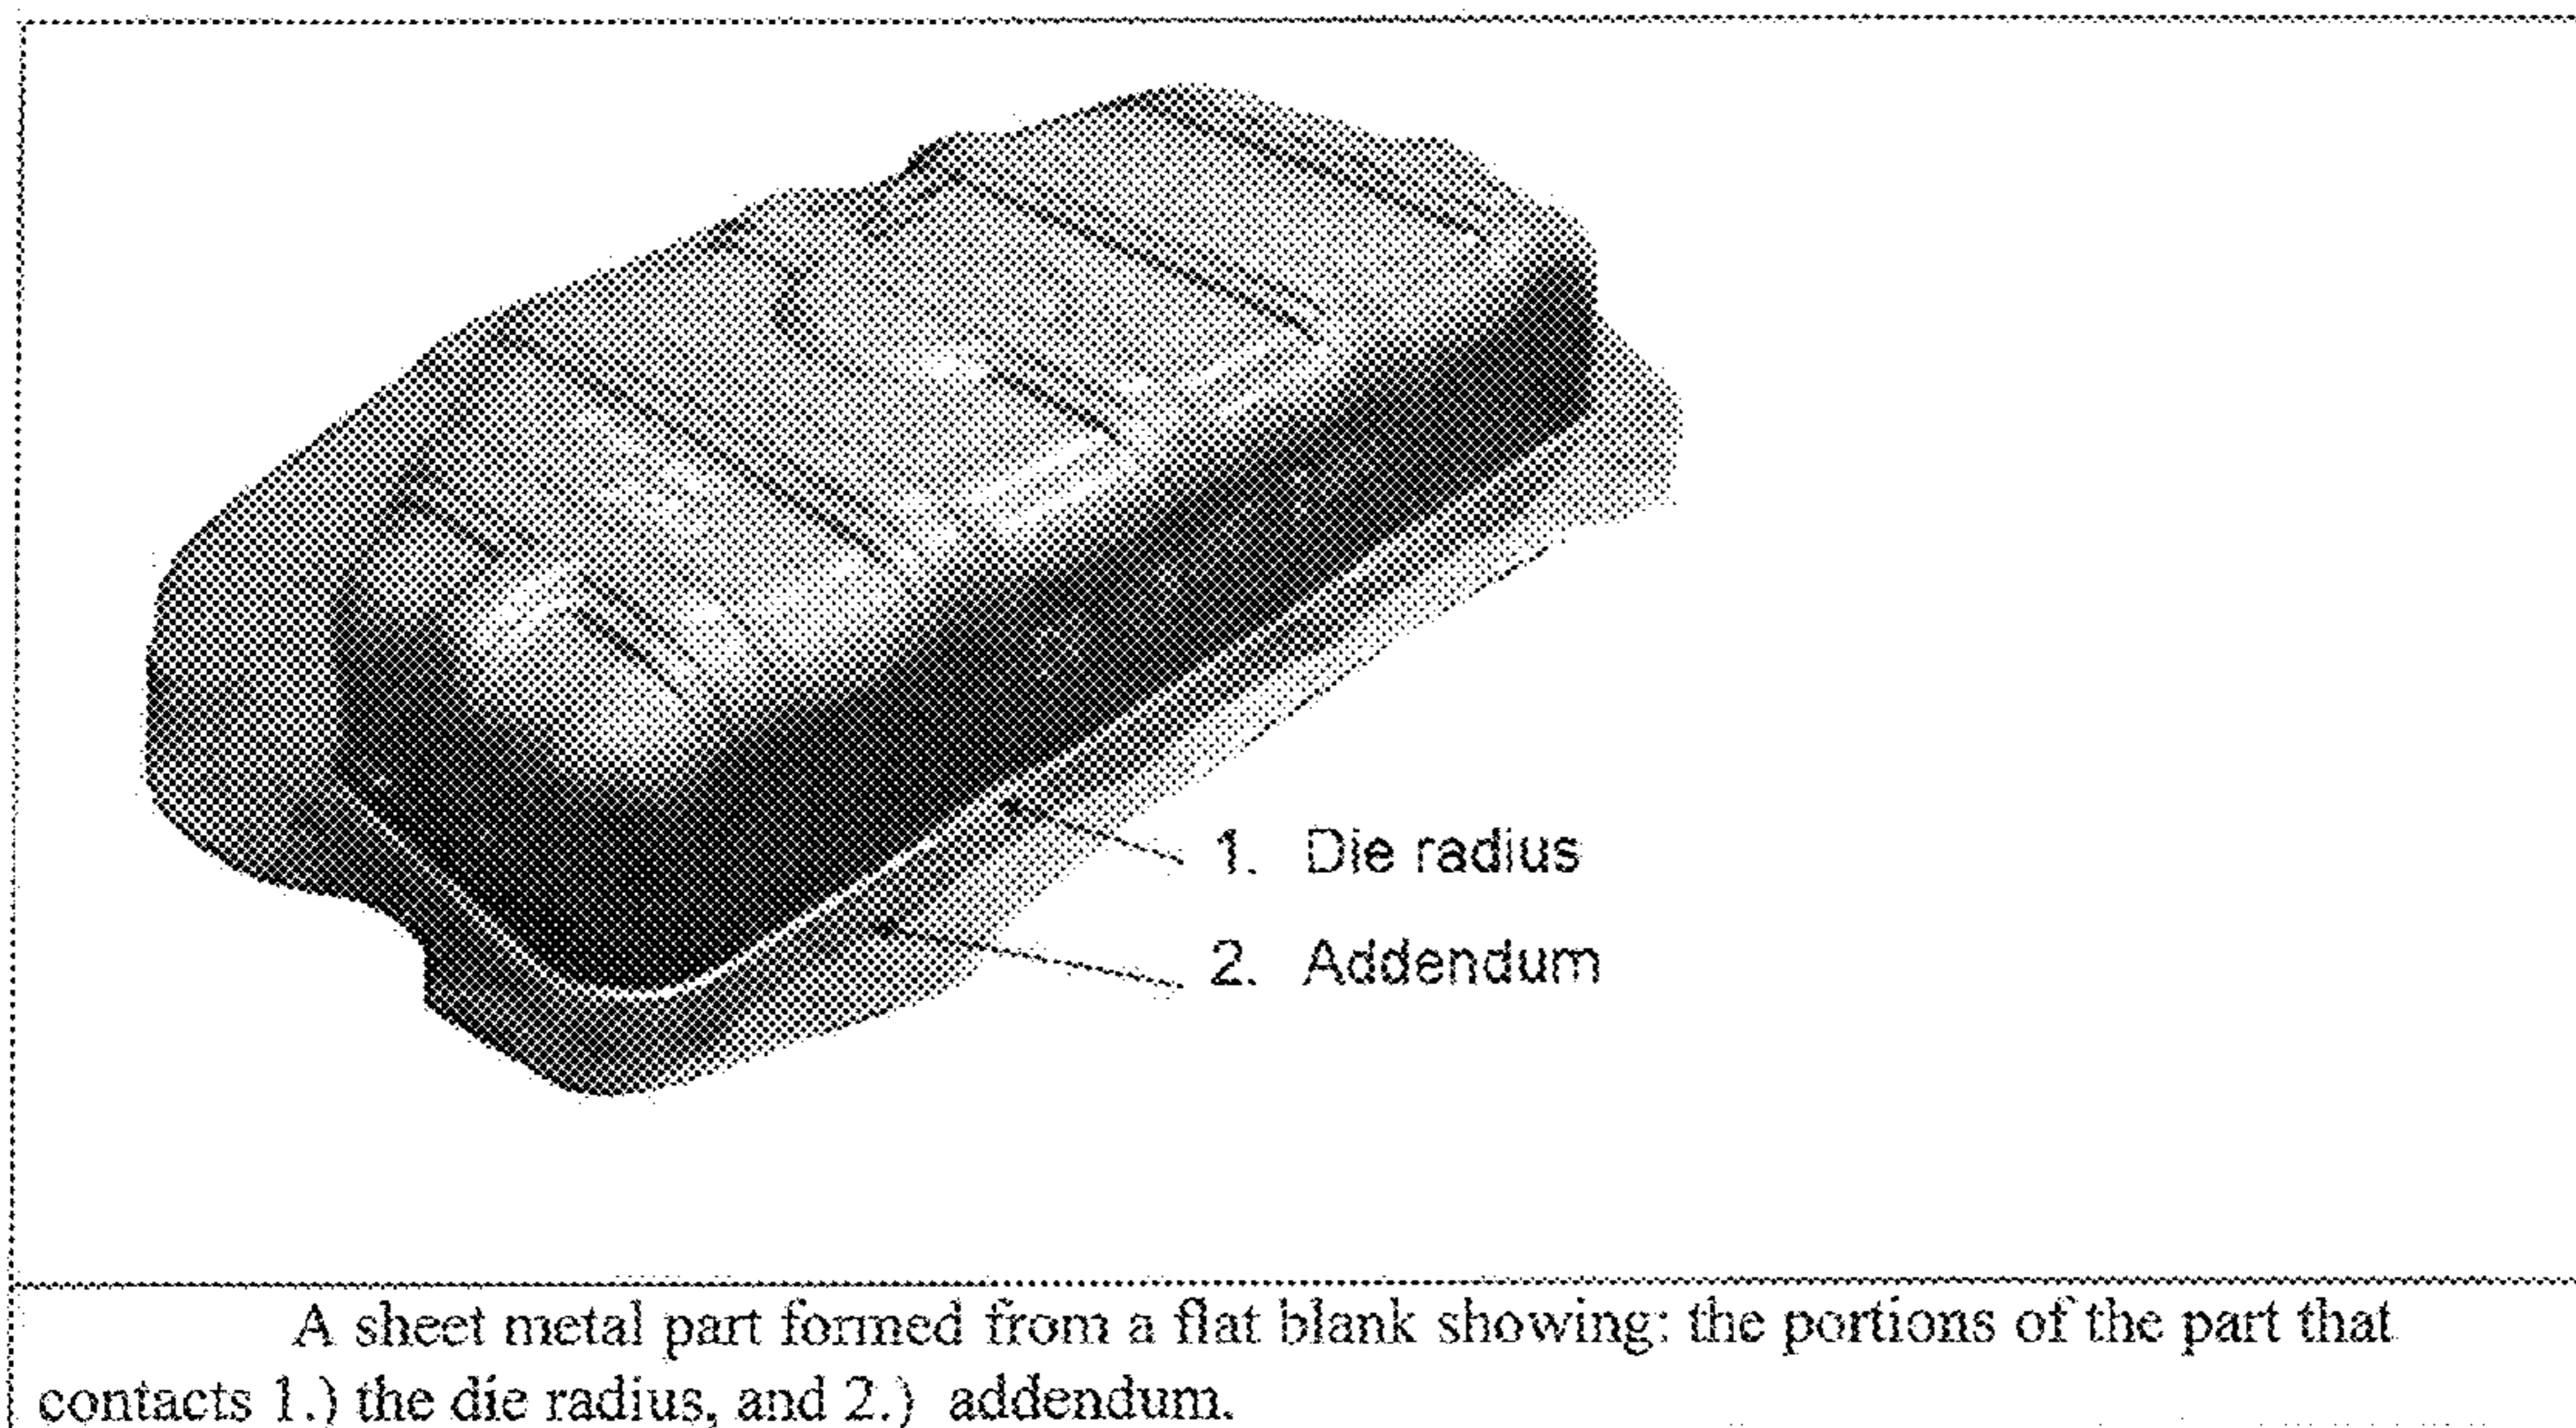 1. Die radius
2. Addendum
A sheet metal part formed from a flat blank showing: the portions of the part that
contacts 1.) the die radius, and 2.) addendum.